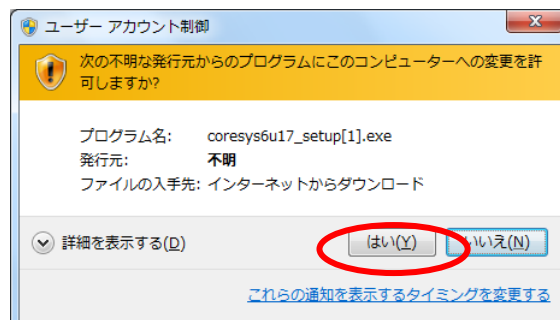 ユーザー アカウント制御
次の不明な発行元からのプログラムにこのコンピューターへの変更を許
可しますか?
プログラム名: coresys6u17_setup[1].exe
発行元: 不明
ファイルの入手先: インターネットからダウンロード
詳細を表示する(D) はい(Y) いいえ(N)
これらの通知を表示するタイミングを変更する